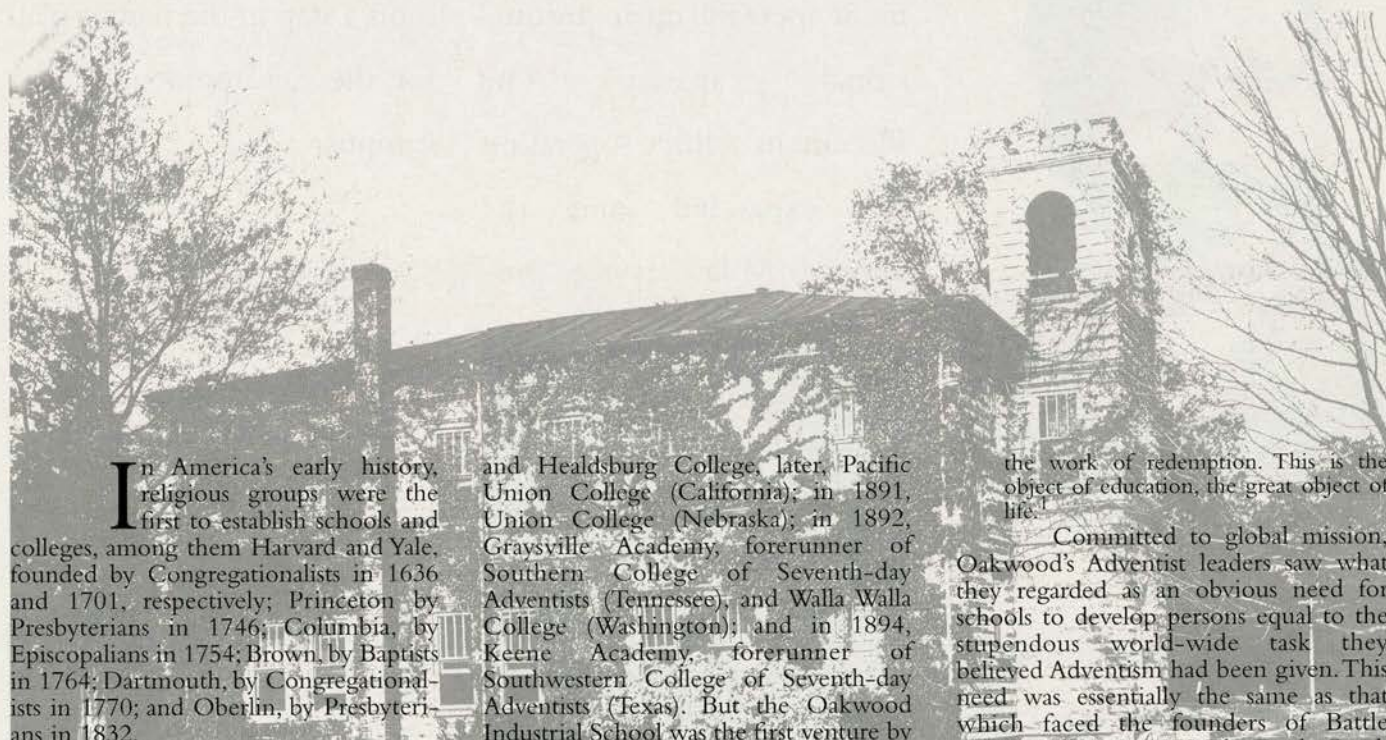 In America's early history,
religious groups were the
first to establish schools and
colleges, among them Harvard and Yale,
founded by Congregationalists in 1636
and 1701, respectively; Princeton by
Presbyterians in 1746; Columbia, by
Episcopalians in 1754; Brown, by Baptists
in 1764; Dartmouth, by Congregational-
ists in 1770; and Oberlin, by Presbyteri-
ans in 1832.
and Healdsburg College, later, Pacific
Union College (California); in 1891,
Union College (Nebraska); in 1892,
Graysville Academy, forerunner of
Southern College of Seventh-day
Adventists (Tennessee), and Walla Walla
College (Washington); and in 1894,
Keene Academy, forerunner of
Southwestern College of Seventh-day
Adventists (Texas). But the Oakwood
Industrial School was the first venture by
the work of redemption. This is the
object of education, the great object of
life.1
Committed to global mission,
Oakwood's Adventist leaders saw what
they regarded as an obvious need for
schools to develop persons equal to the
stupendous world-wide task they
believed Adventism had been given. This
need was essentially the same as that
which faced the founders of Battle